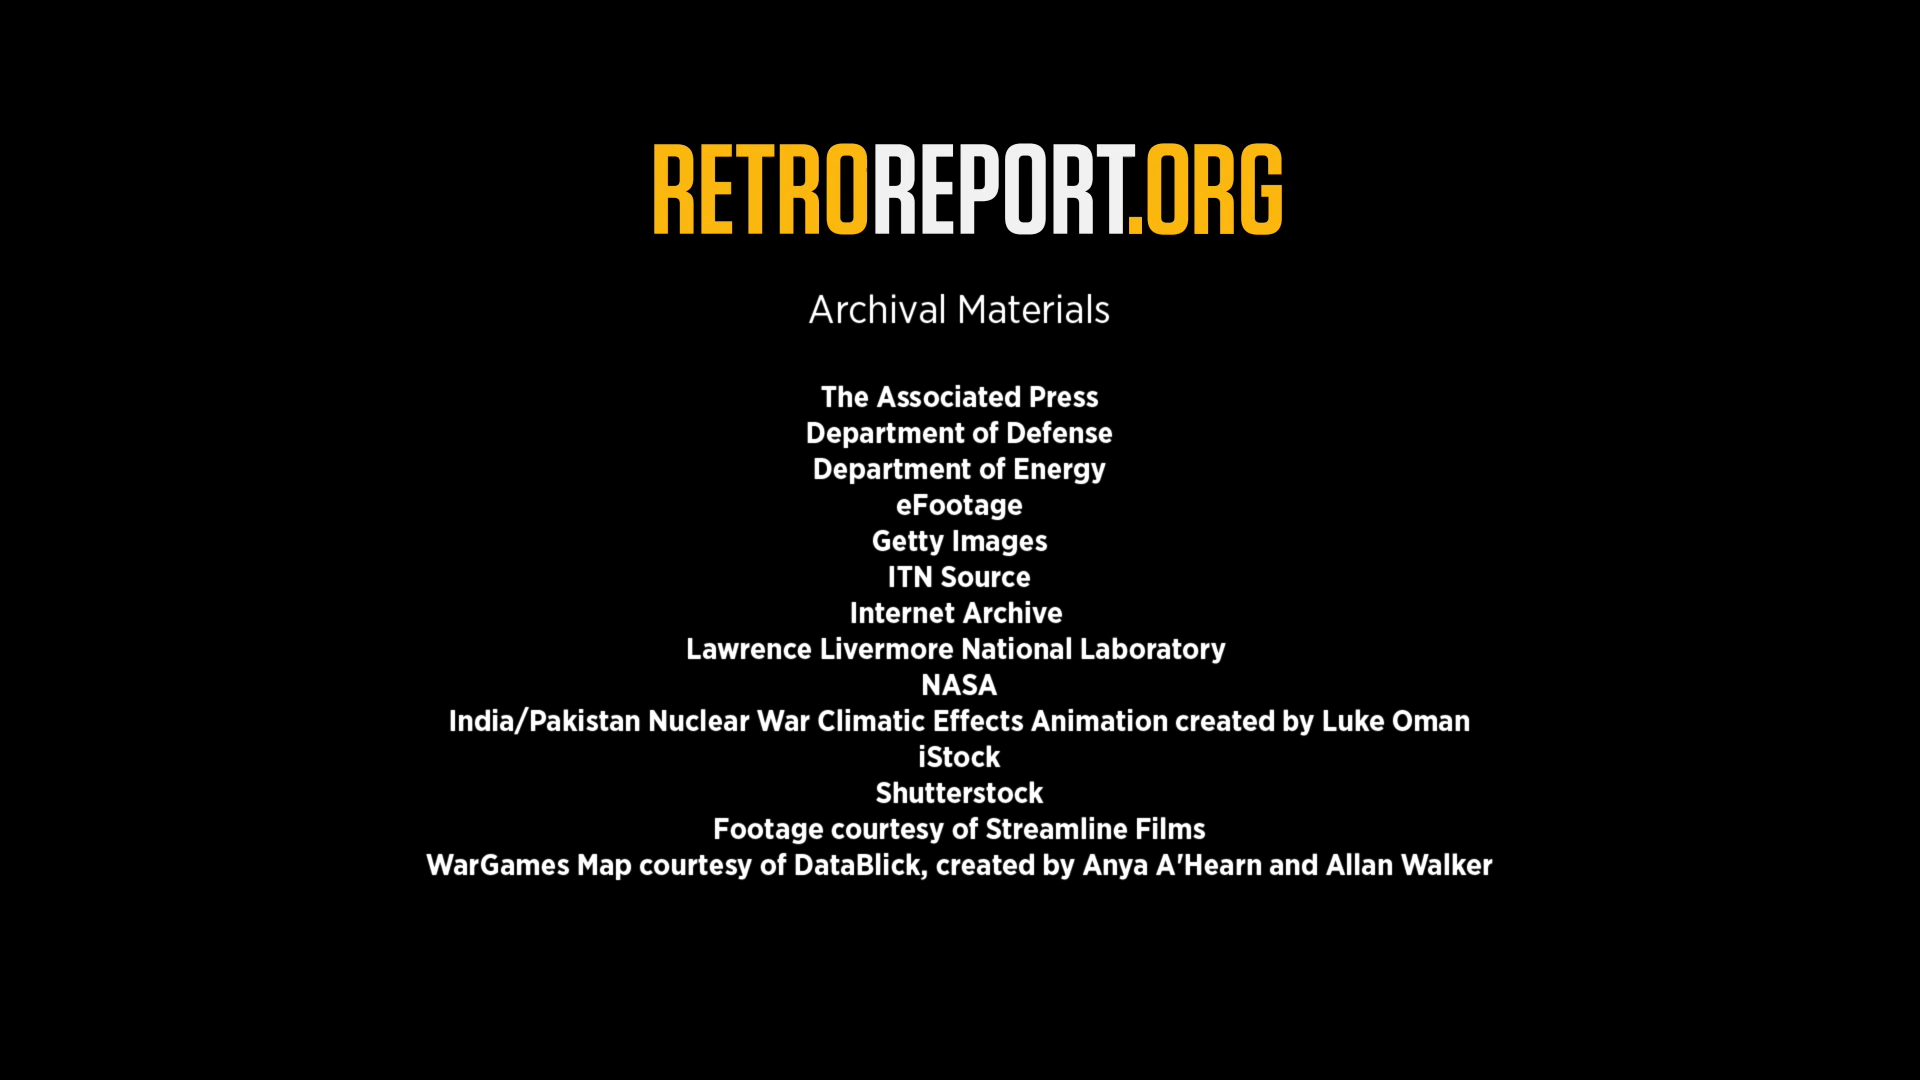 RETROREPORT.ORG
Archival Materials
The Associated Press
Department of Defense
Department of Energy
eFootage
Getty Images
ITN Source
Internet Archive
Lawrence Livermore National Laboratory
NASA
India/Pakistan Nuclear War Climatic Effects Animation created by Luke Oman
iStock
Shutterstock
Footage courtesy of Streamline Films
WarGames Map courtesy of DataBlick, created by Anya A'Hearn and Allan Walker